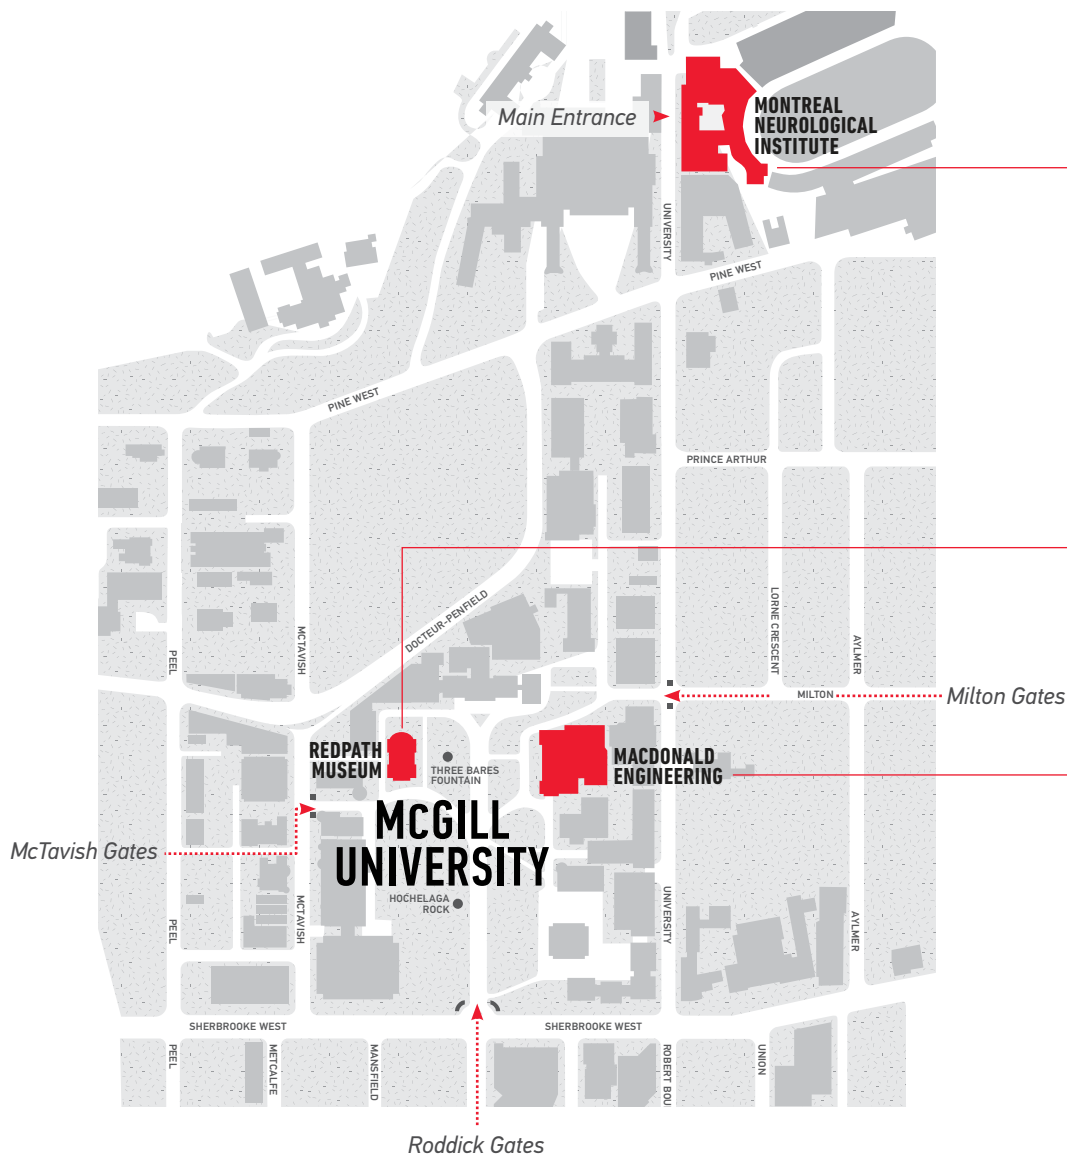 Main Entrance
MONTREAL
NEUROLOGICAL
INSTITUTE
UNIVERSITY
PINE WEST
PINE WEST
PRINCE ARTHUR
DOCTEUR-PENFIELD
LORNE CRESCENT
AYLMER
MCTAVISH
PEEL
MILTON
Milton Gates
REDPATH
MUSEUM
THREE BARES
FOUNTAIN
MACDONALD
ENGINEERING
McGILL
UNIVERSITY
McTavish Gates
HOCHELAGA
ROCK
MCTAVISH
PEEL
UNIVERSITY
AYLMER
SHERBROOKE WEST
SHERBROOKE WEST
PEEL
METCALFE
MANSFIELD
ROBERT BOU
UNION
Roddick Gates